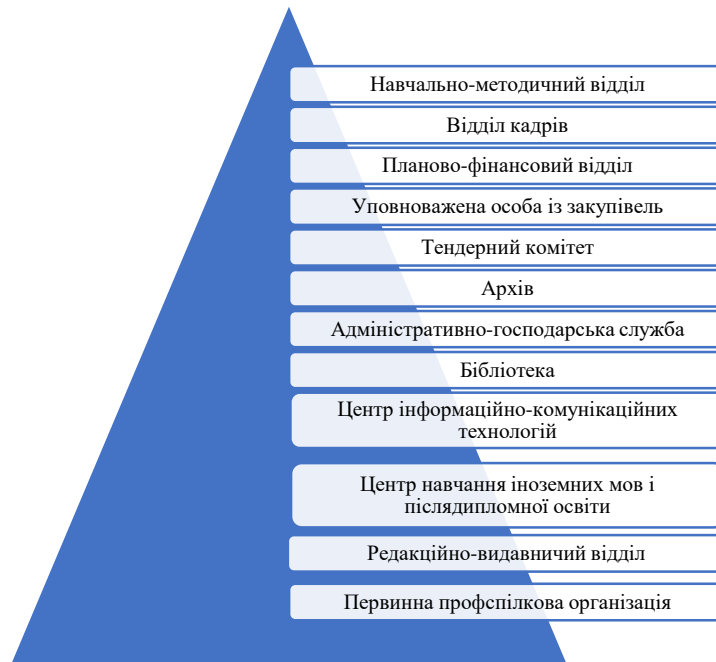 Навчально-методичний відділ
Відділ кадрів
Планово-фінансовий відділ
Уповноважена особа із закупівель
Тендерний комітет
Архів
Адміністративно-господарська служба
Бібліотека
Центр інформаційно-комунікаційних
технологій
Центр навчання іноземних мов і
післядипломної освіти
Редакційно-видавничий відділ
Первинна профспілкова організація